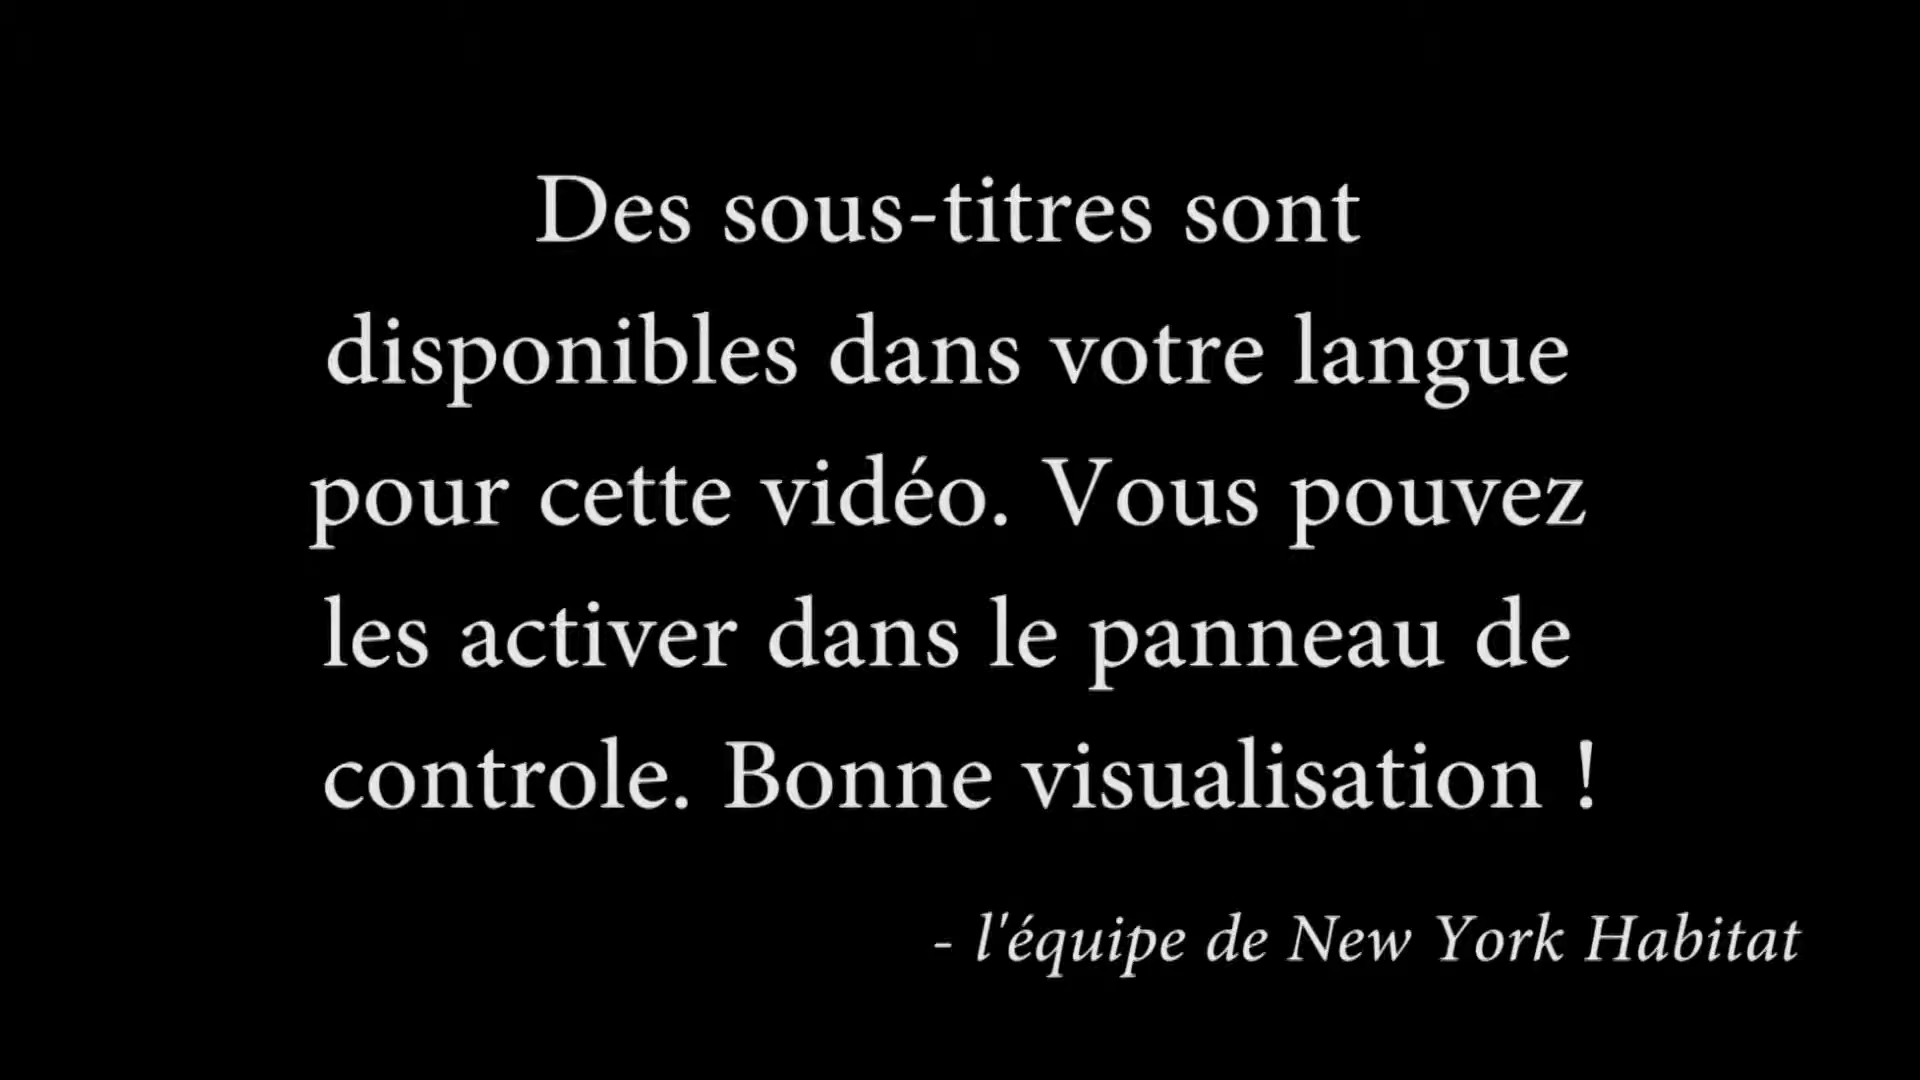 Des sous-titres sont
disponibles dans votre langue
pour cette vidéo. Vous pouvez
les activer dans le panneau de
controle. Bonne visualisation !
- l'équipe de New York Habitat